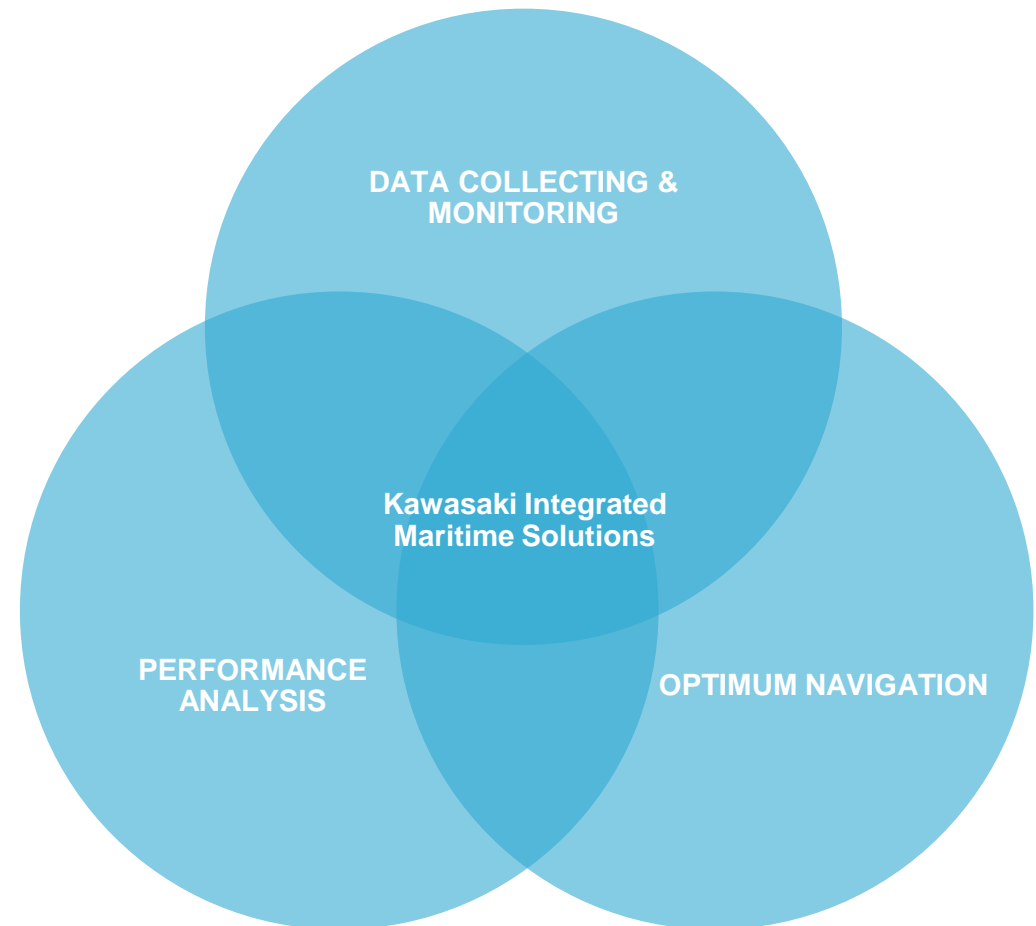 DATA COLLECTING &
MONITORING
Kawasaki Integrated
Maritime Solutions
PERFORMANCE
ANALYSIS
OPTIMUM NAVIGATION